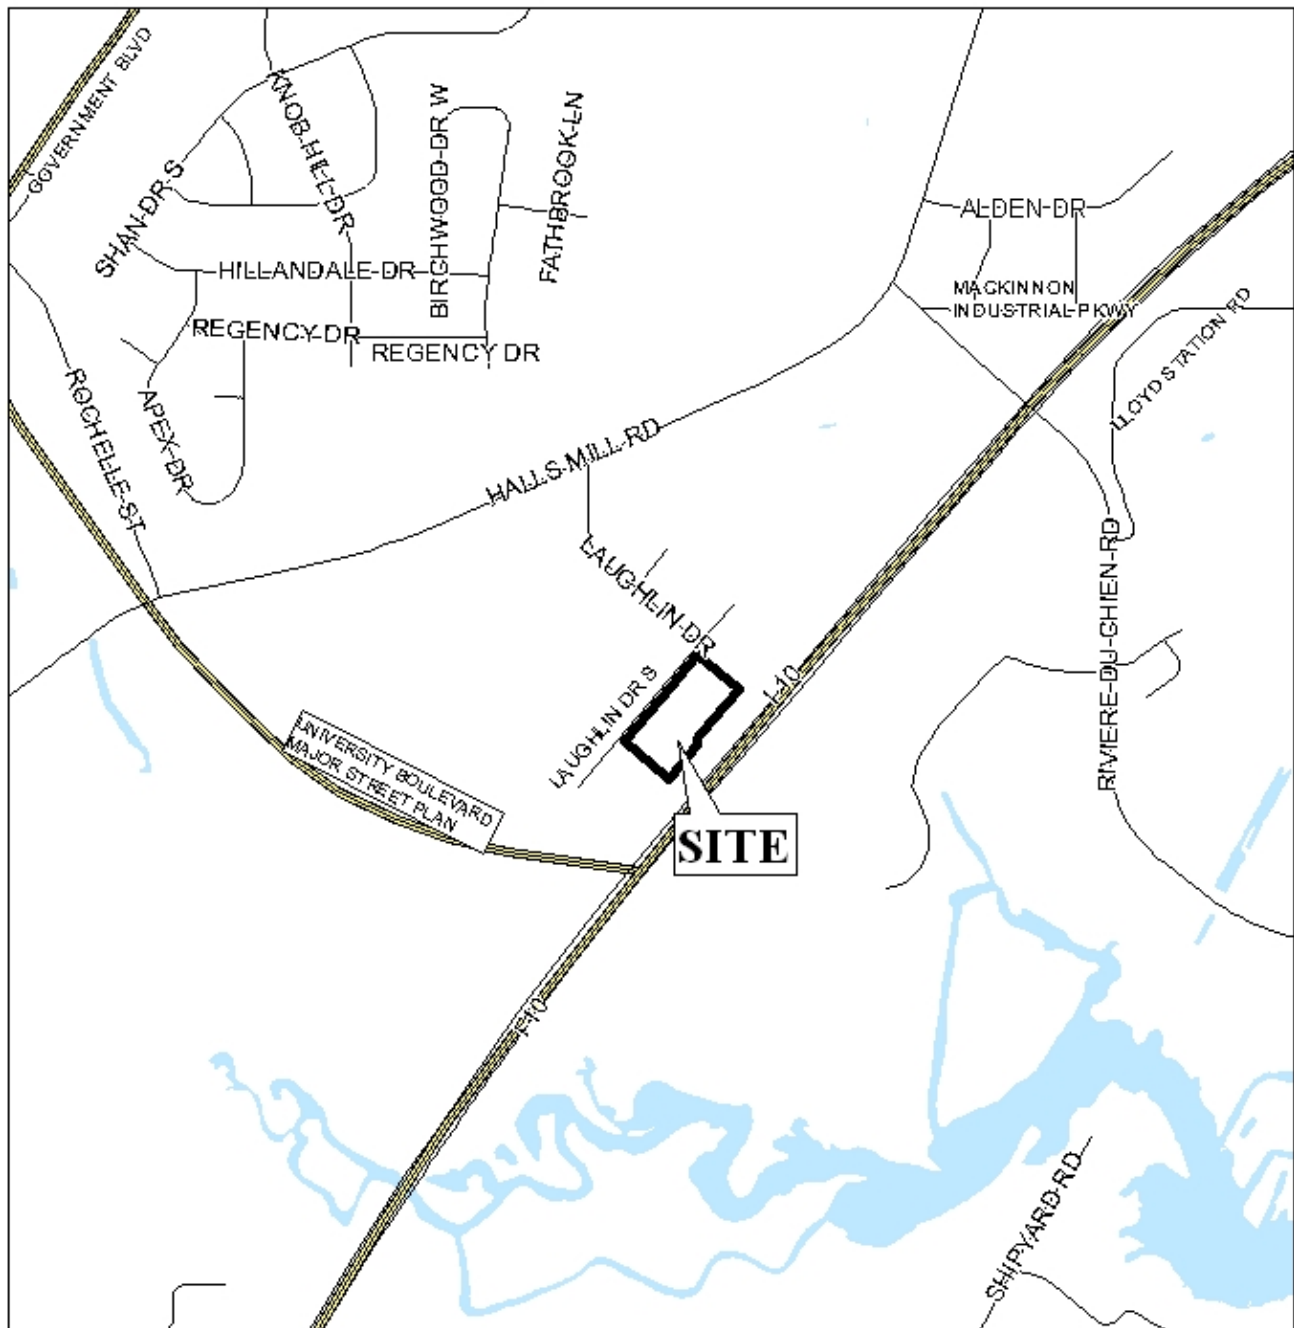 GOVERNMENT BLVD
KNOB HILL DR
SHAN DR S
BIRCHWOOD DR W
FATHBROOK LN
ALDEN DR
HILLANDALE DR
MACKINNON
INDUSTRIAL PKWY
REGENCY DR
REGENCY DR
LLOYD STATION RD
ROCHELLE ST
APEX DR
HALLS MILL RD
LAUGHLIN DR
RIVIERE DU CHIEN RD
LAUGHLIN DR S
I-10
UNIVERSITY BOULEVARD
MAJOR STREET PLAN
SITE
I-10
SHIPYARD RD